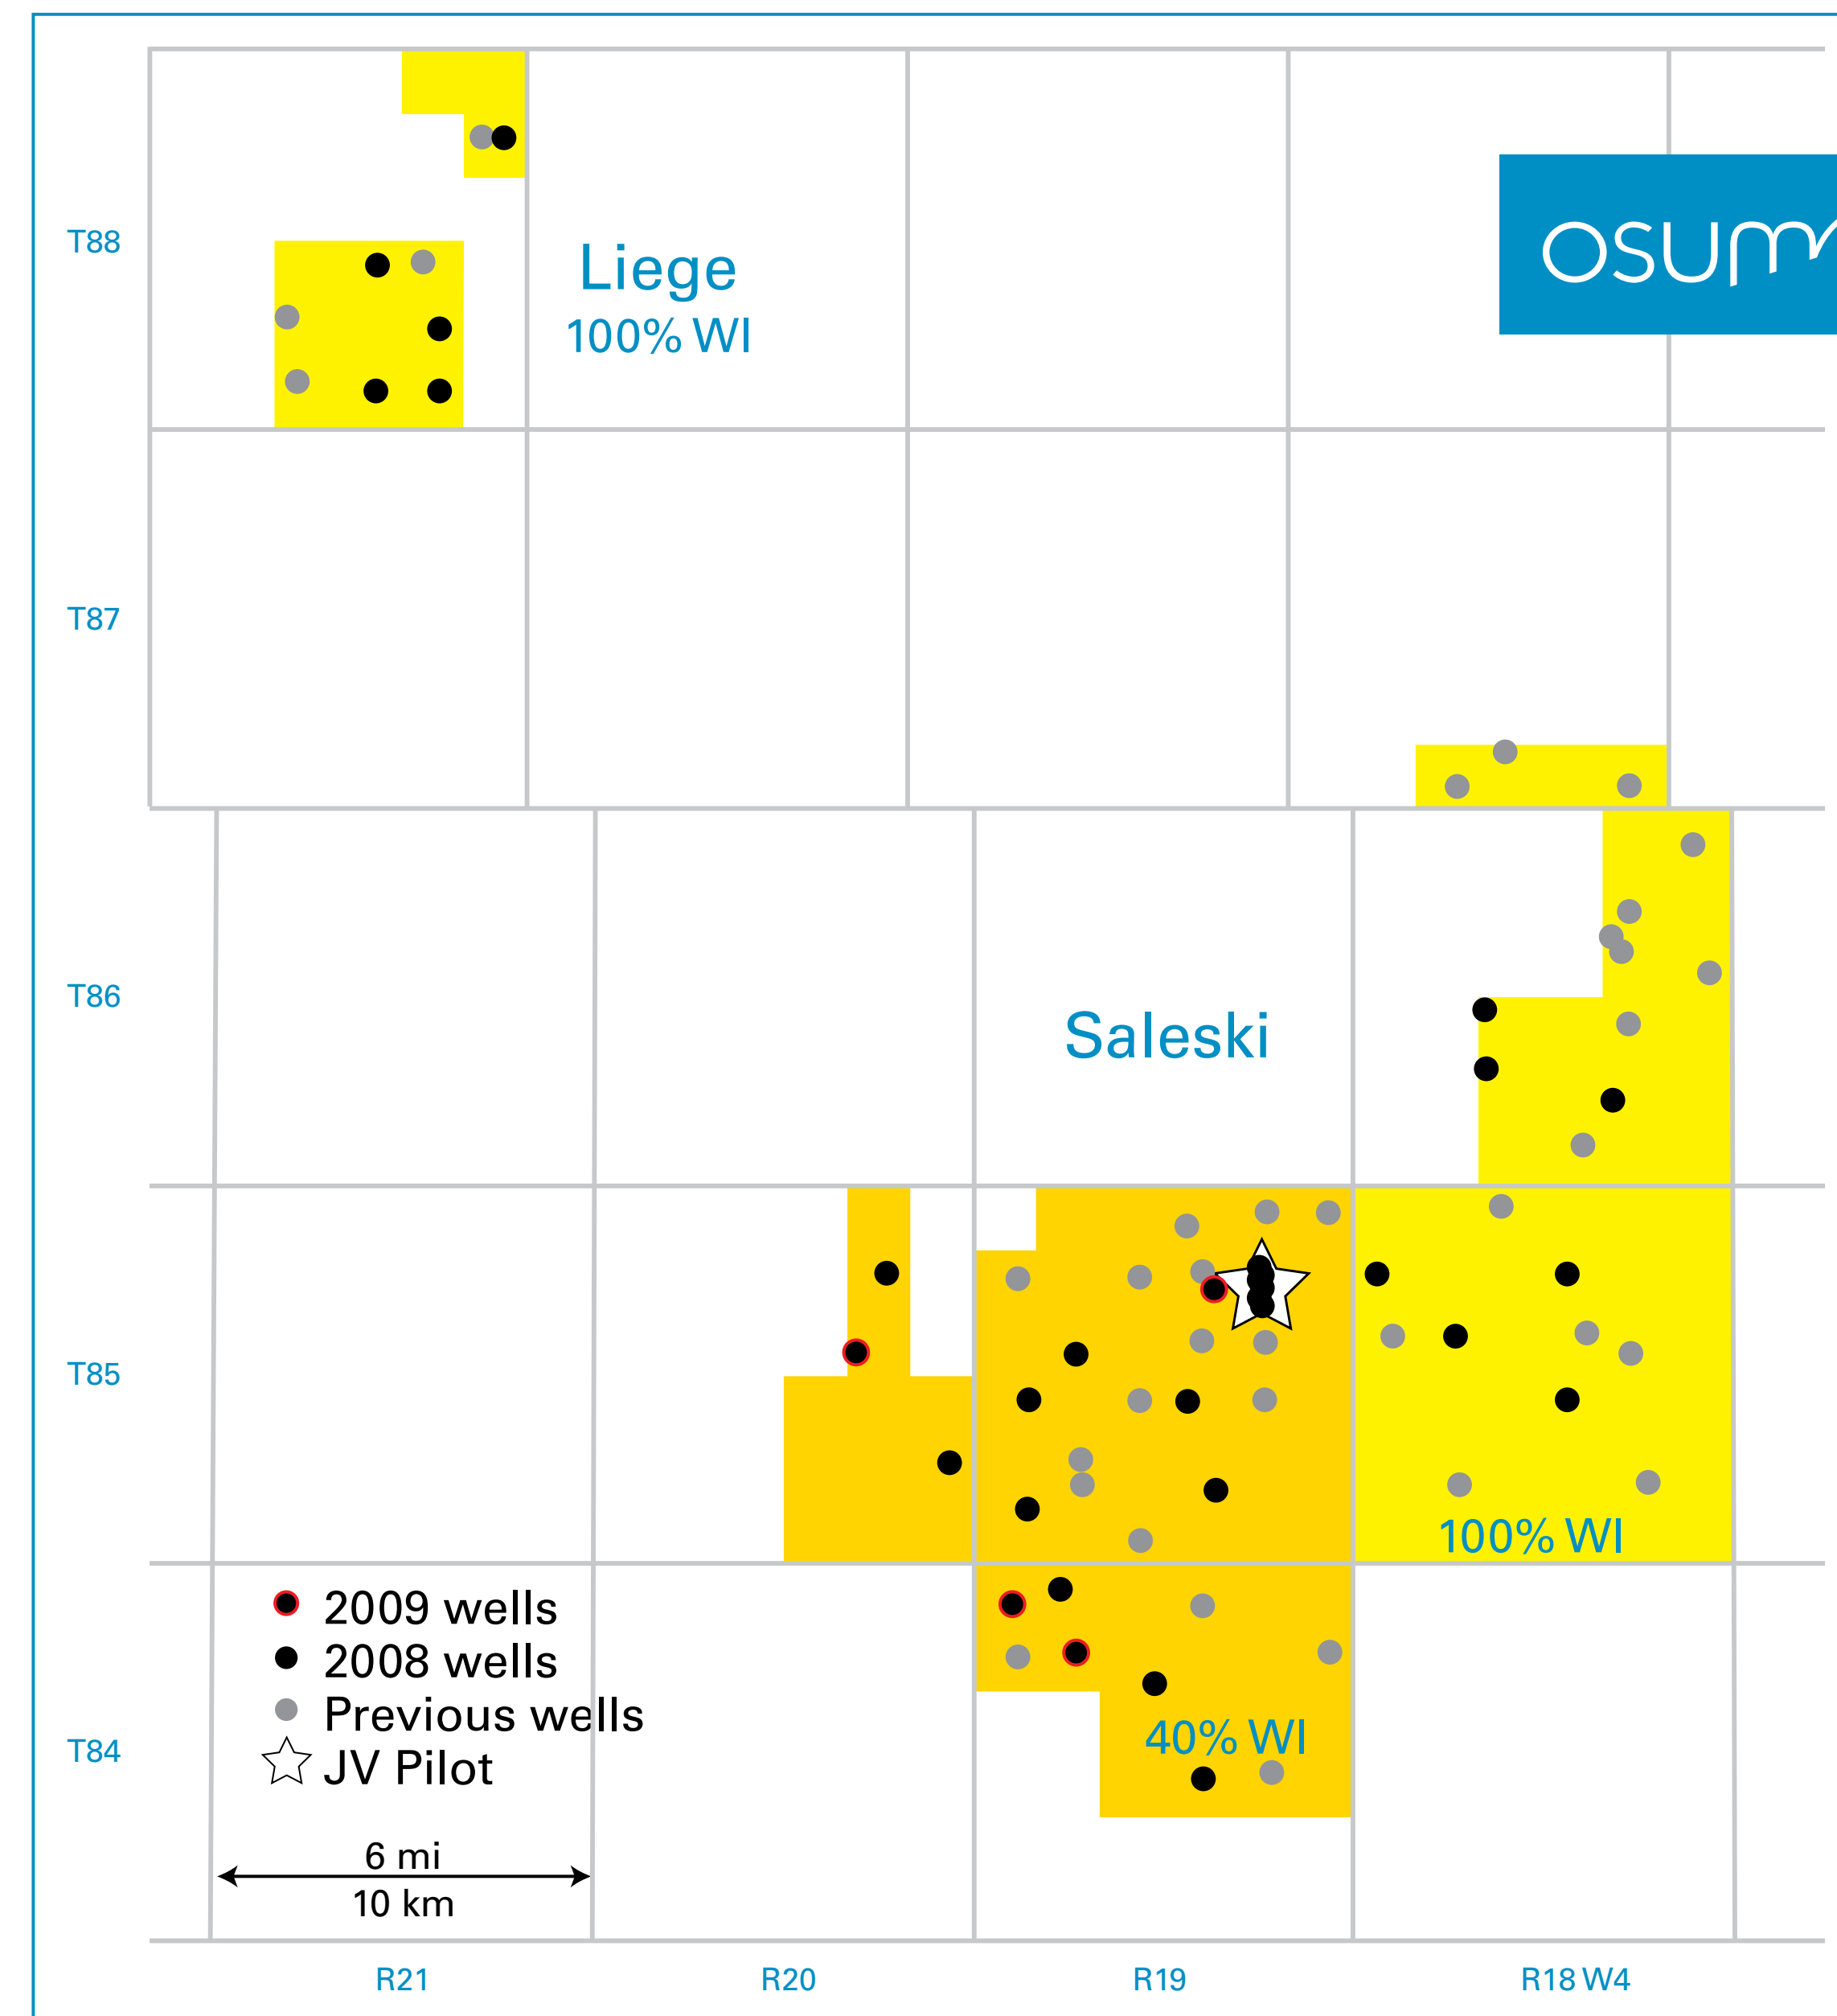 T88
Liege
100% WI
T87
T86
Saleski
T85
100% WI
2009 wells
2008 wells
Previous wells
JV Pilot
T84
40% WI
6 mi
10 km
R21
R20
R19
R18 W4